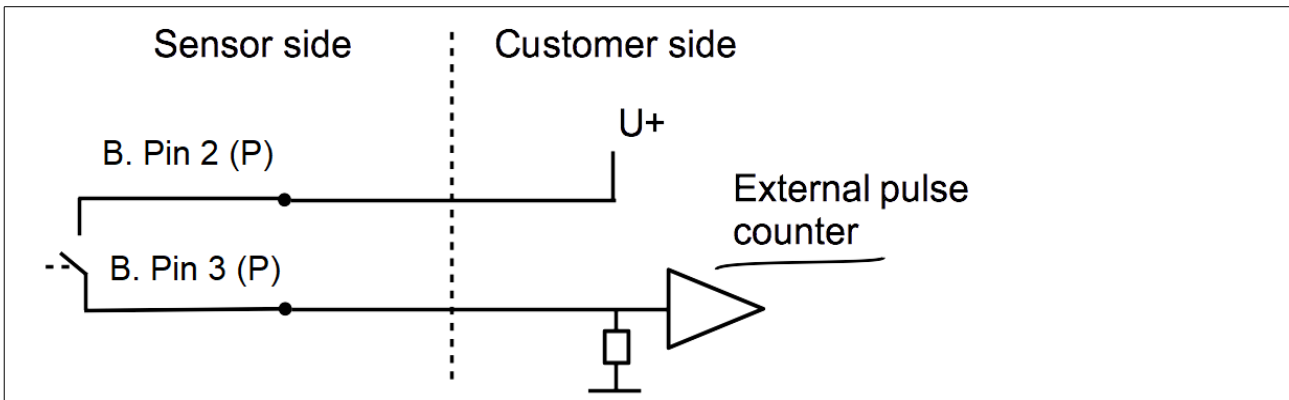 Sensor side
Customer side
U+
B. Pin 2 (P)
External pulse
counter
B. Pin 3 (P)